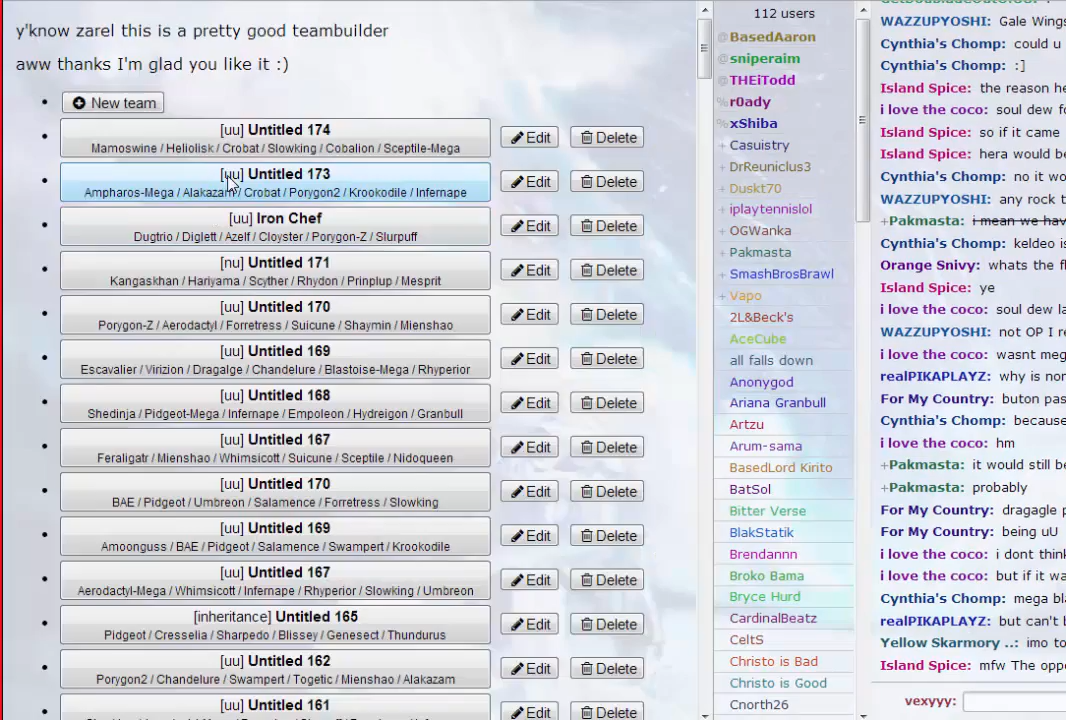 y'know zarel this is a pretty good teambuilder
aww thanks I'm glad you like it :)
New team
[uu] Untitled 174
Mamoswine / Heliolisk / Crobat / Slowking / Cobalion / Sceptile-Mega
Edit
Delete
[uu] Untitled 173
Ampharos-Mega / Alakazam / Crobat / Porygon2 / Krookodile / Infernape
Edit
Delete
[uu] Iron Chef
Dugtrio / Diglett / Azelf / Cloyster / Porygon-Z / Slurpuff
Edit
Delete
[nu] Untitled 171
Kangaskhan / Hariyama / Scyther / Rhydon / Prinplup / Mesprit
Edit
Delete
[uu] Untitled 170
Porygon-Z / Aerodactyl / Forretress / Suicune / Shaymin / Mienshao
Edit
Delete
[uu] Untitled 169
Escavalier / Virizion / Dragalge / Chandelure / Blastoise-Mega / Rhyperior
Edit
Delete
[uu] Untitled 168
Shedinja / Pidgeot-Mega / Infernape / Empoleon / Hydreigon / Granbull
Edit
Delete
[uu] Untitled 167
Feraligatr / Mienshao / Whimsicott / Suicune / Sceptile / Nidoqueen
Edit
Delete
[uu] Untitled 170
BAE / Pidgeot / Umbreon / Salamence / Forretress / Slowking
Edit
Delete
[uu] Untitled 169
Amoonguss / BAE / Pidgeot / Salamence / Swampert / Krookodile
Edit
Delete
[uu] Untitled 167
Aerodactyl-Mega / Whimsicott / Infernape / Rhyperior / Slowking / Umbreon
Edit
Delete
[inheritance] Untitled 165
Pidgeot / Cresselia / Sharpedo / Blissey / Genesect / Thundurus
Edit
Delete
[uu] Untitled 162
Porygon2 / Chandelure / Swampert / Togetic / Mienshao / Alakazam
Edit
Delete
[uu] Untitled 161
Edit
Delete
112 users
@BasedAaron
@sniperaim
@THEiTodd
%r0ady
%xShiba
+Casuistry
+DrReuniclus3
+Duskt70
+iplaytennislol
+OGWanka
+Pakmasta
+SmashBrosBrawl
+Vapo
2L&Beck's
AceCube
all falls down
Anonygod
Ariana Granbull
Artzu
Arum-sama
BasedLord Kirito
BatSol
Bitter Verse
BlakStatik
Brendannn
Broko Bama
Bryce Hurd
CardinalBeatz
CeltS
Christo is Bad
Christo is Good
Cnorth26
WAZZUPYOSHI: Gale Wings
Cynthia's Chomp: could u
Cynthia's Chomp: :]
Island Spice: the reason he
i love the coco: soul dew fo
Island Spice: so if it came
Island Spice: hera would be
Cynthia's Chomp: no it wo
WAZZUPYOSHI: any rock t
+Pakmasta: i mean we hav
Cynthia's Chomp: keldeo is
Orange Snivy: whats the fl
Island Spice: ye
i love the coco: soul dew la
WAZZUPYOSHI: not OP I re
i love the coco: wasnt meg
realPIKAPLAYZ: why is nor
For My Country: buton pas
Cynthia's Chomp: because
i love the coco: hm
+Pakmasta: it would still be
+Pakmasta: probably
For My Country: dragagle p
For My Country: being uU
i love the coco: i dont think
i love the coco: but if it wa
Cynthia's Chomp: mega bla
realPIKAPLAYZ: but can't b
Yellow Skarmory ..: imo to
Island Spice: mfw The oppo
vexyyy: